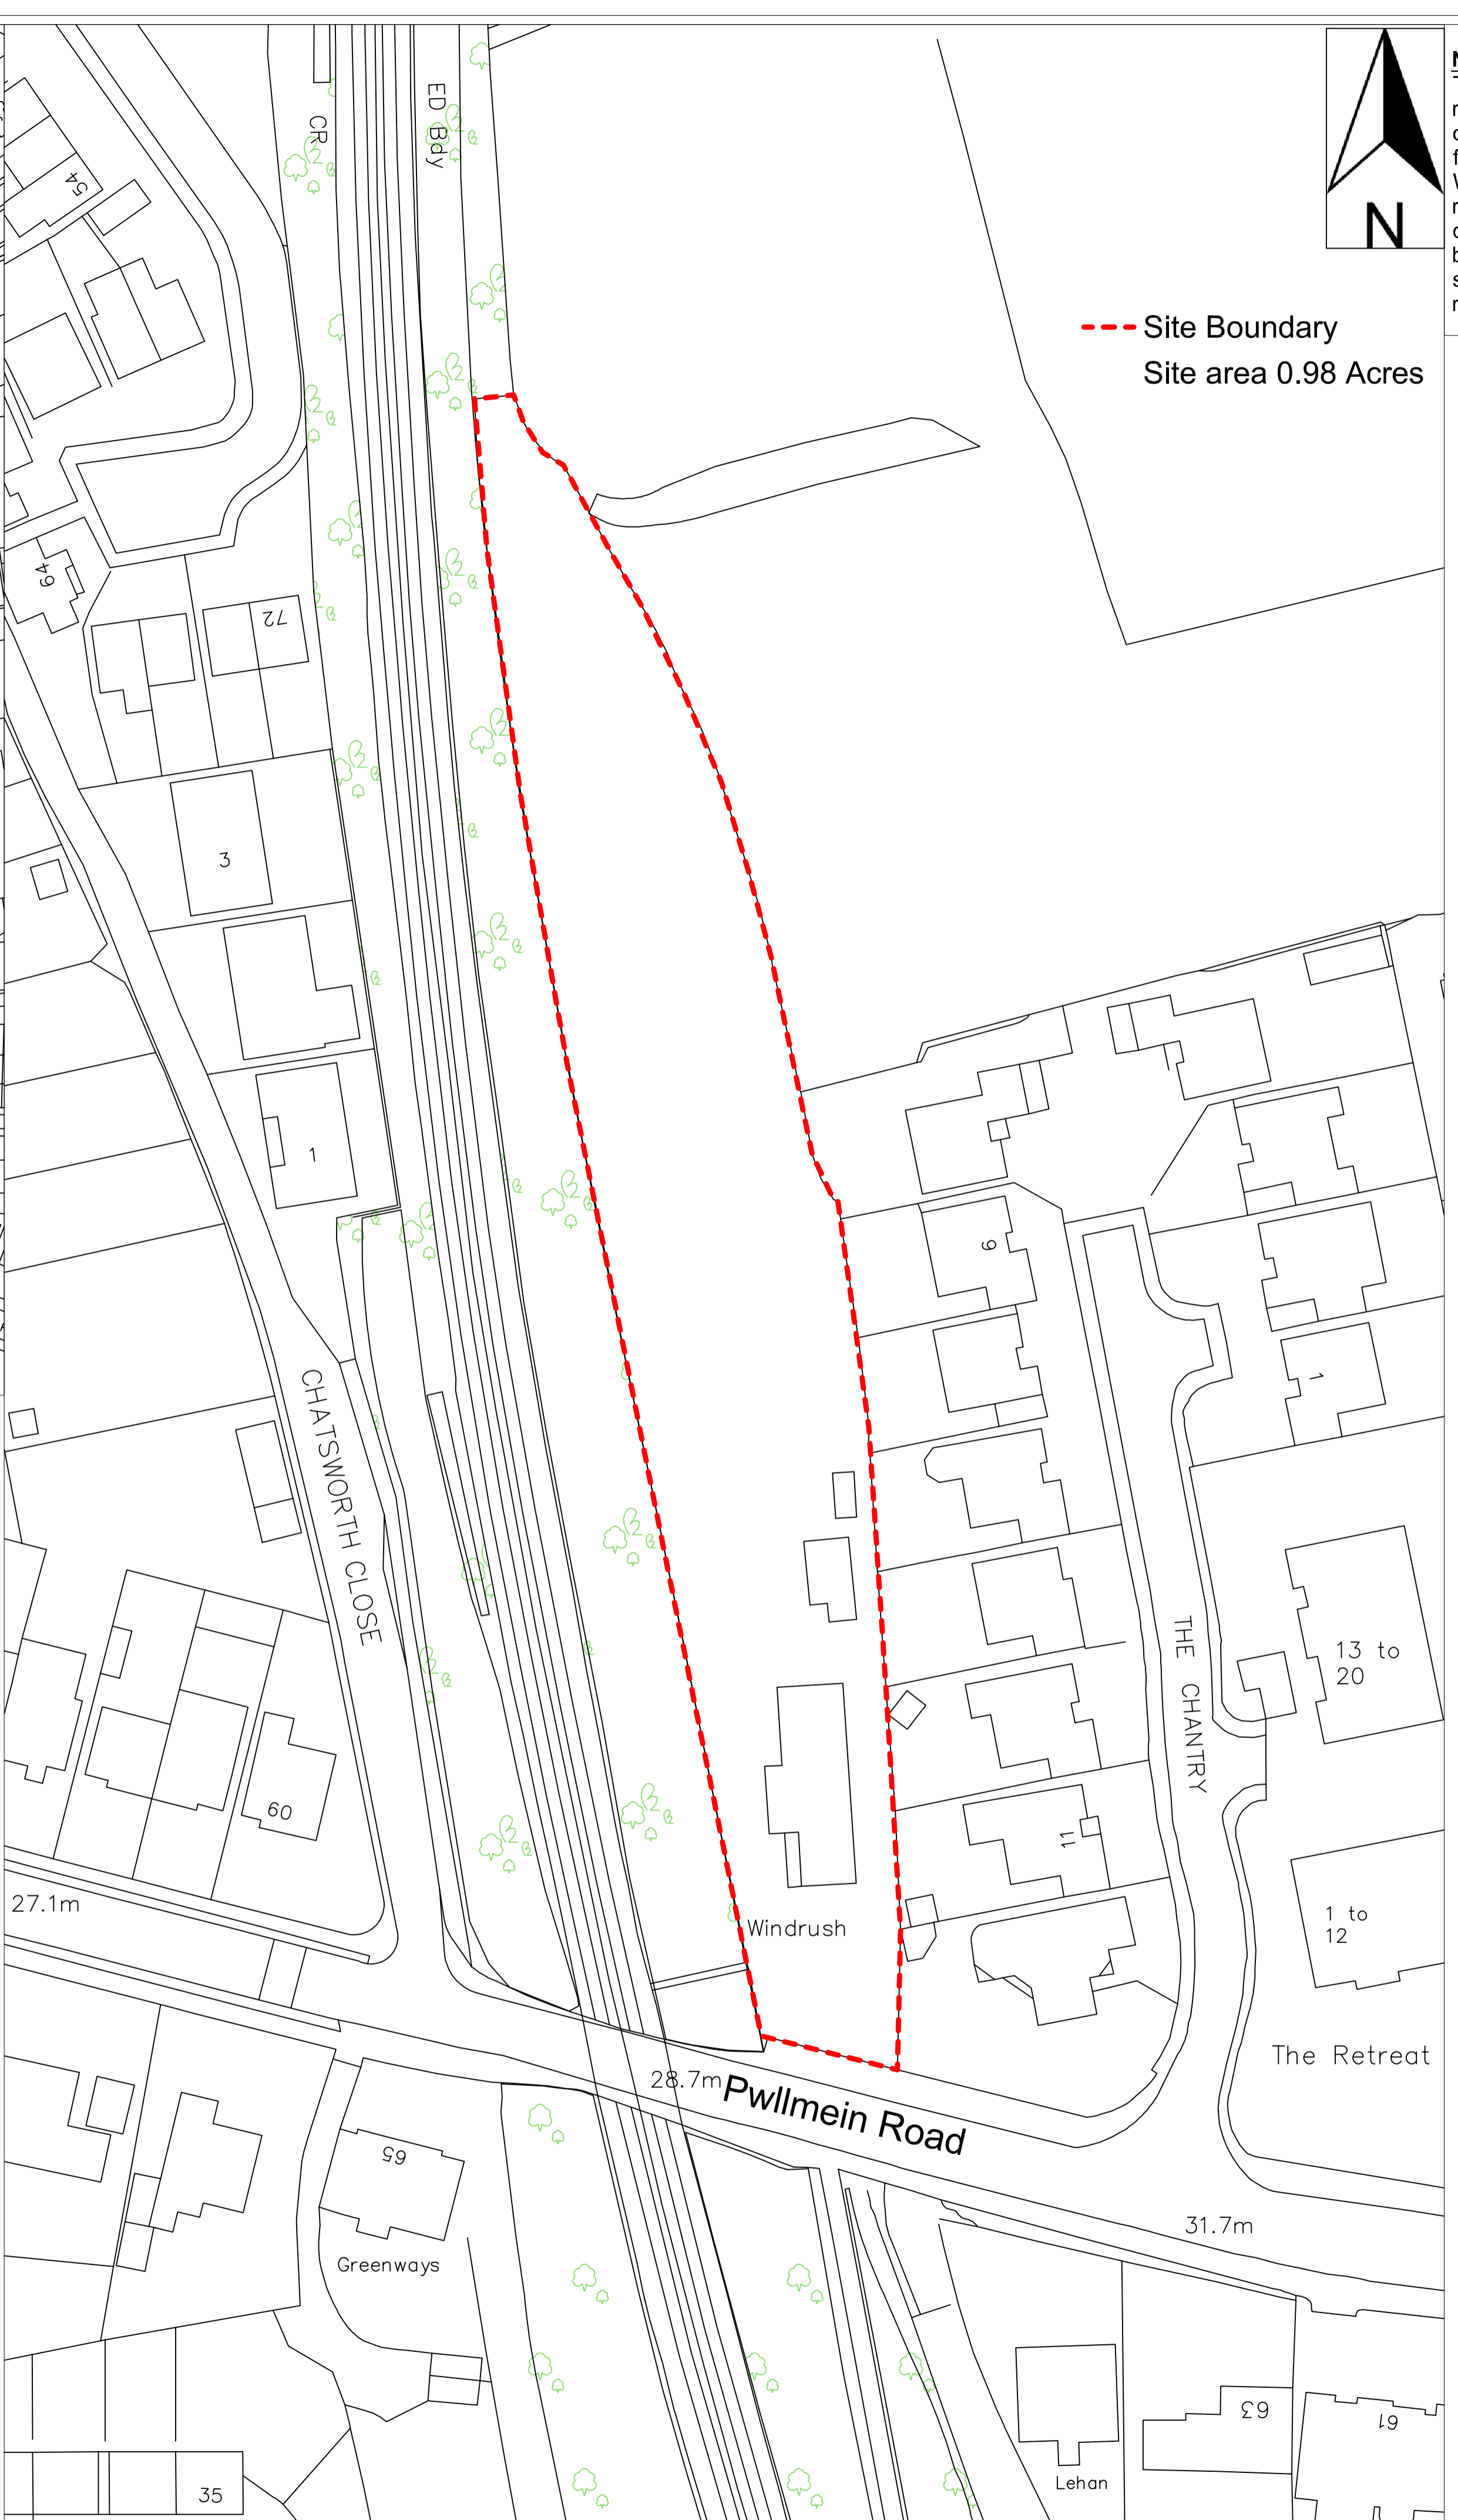 CR
ED Bdy
N
Site Boundary
Site area 0.98 Acres
54
64
72
3
1
9
1
CHATSWORTH CLOSE
THE CHANTRY
13 to
20
60
11
27.1m
Windrush
1 to
12
The Retreat
28.7m
Pwllmein Road
65
31.7m
Greenways
63
61
Lehan
35